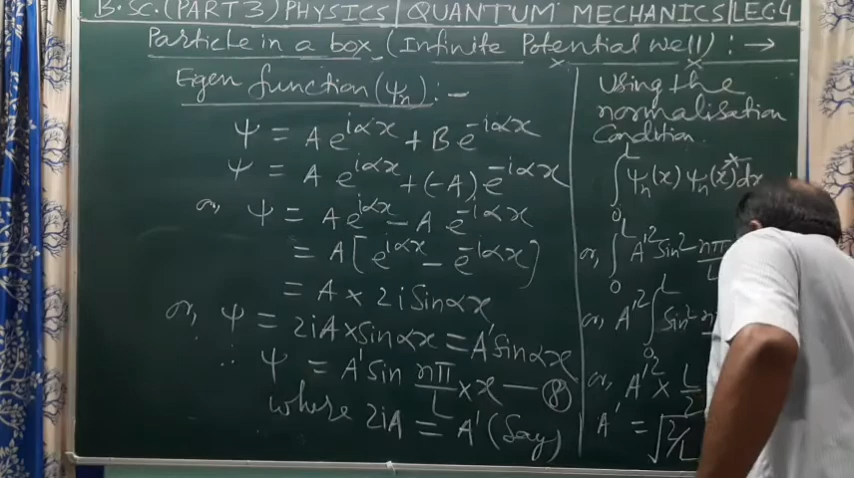 B.SC.(PART 3) PHYSICS | QUANTUM MECHANICS | LEC4
Particle in a box (Infinite Potential well) : →
Eigen function (ψₙ) :-
ψ = A e^{iαx} + B e^{-iαx}
ψ = A e^{iαx} + (-A) e^{-iαx}
or, ψ = A e^{iαx} - A e^{-iαx}
= A [e^{iαx} - e^{-iαx}]
= A × 2i Sin αx
or, ψ = 2iA × sin αx = A' sin αx
∴ ψ = A' sin nπ/L × x — ⑧
where 2iA = A' (Say)
Using the
normalisation
Condition.
∫₀ᴸ ψₙ(x) ψₙ(x)* dx
or, ∫₀ᴸ A'² Sin² nπ/L
or, A'² ∫₀ᴸ Sin²
or, A'² × L/2
A' = √2/L